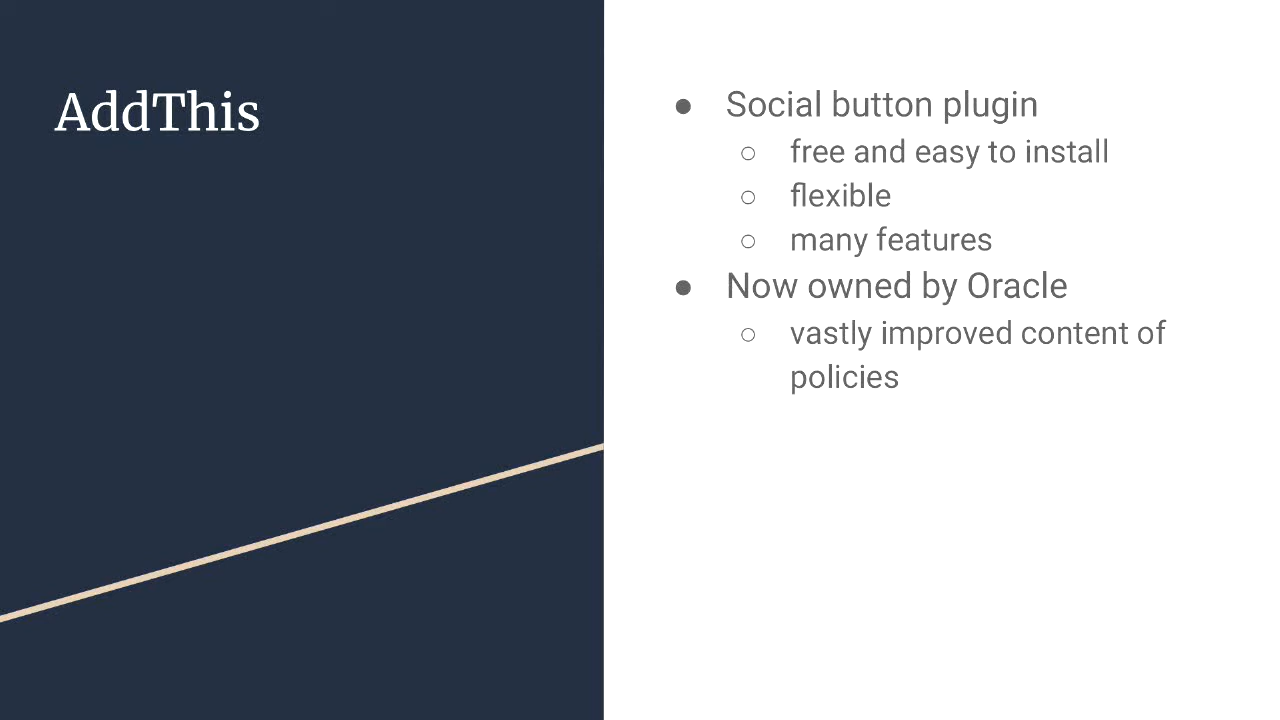 AddThis
● Social button plugin
○ free and easy to install
○ flexible
○ many features
● Now owned by Oracle
○ vastly improved content of
policies